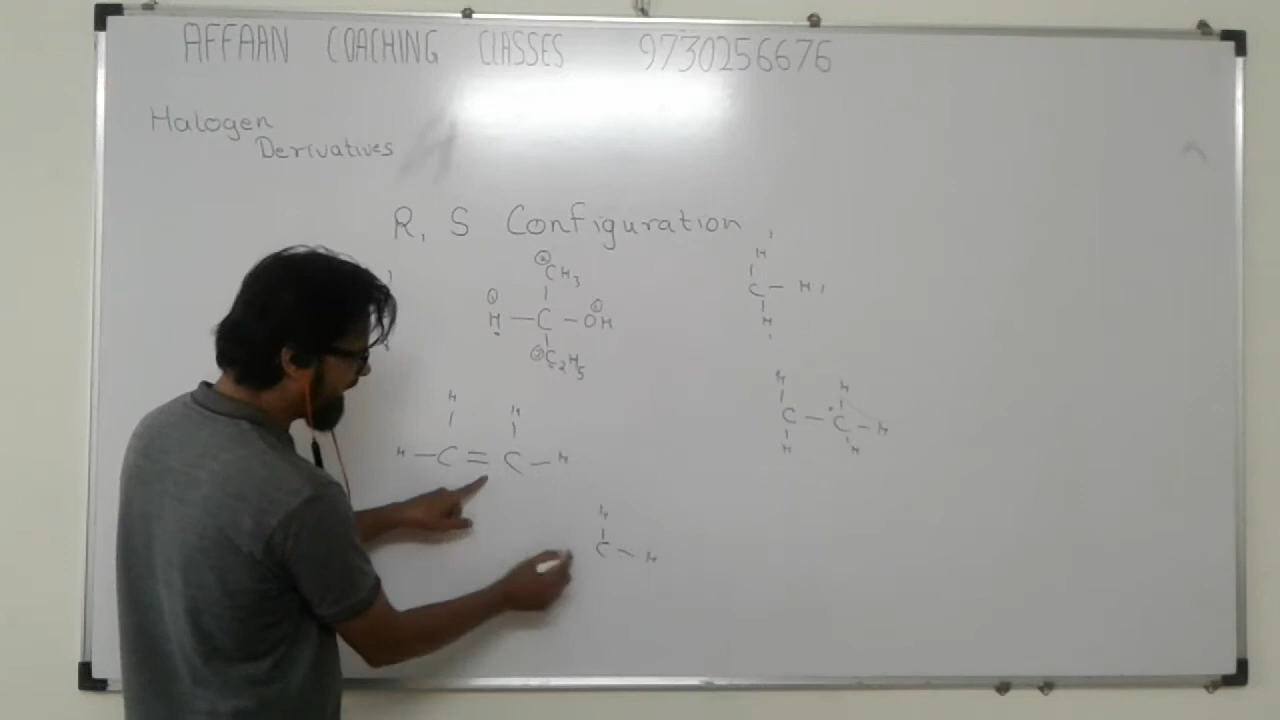 AFFAAN COACHING CLASSES 9730256676
Halogen
Derivatives
R, S Configuration
CH3
H — C — OH
C2H5
H
C — H
H
H H
C — C — H
H H
H H
H — C = C — H
H
C — H